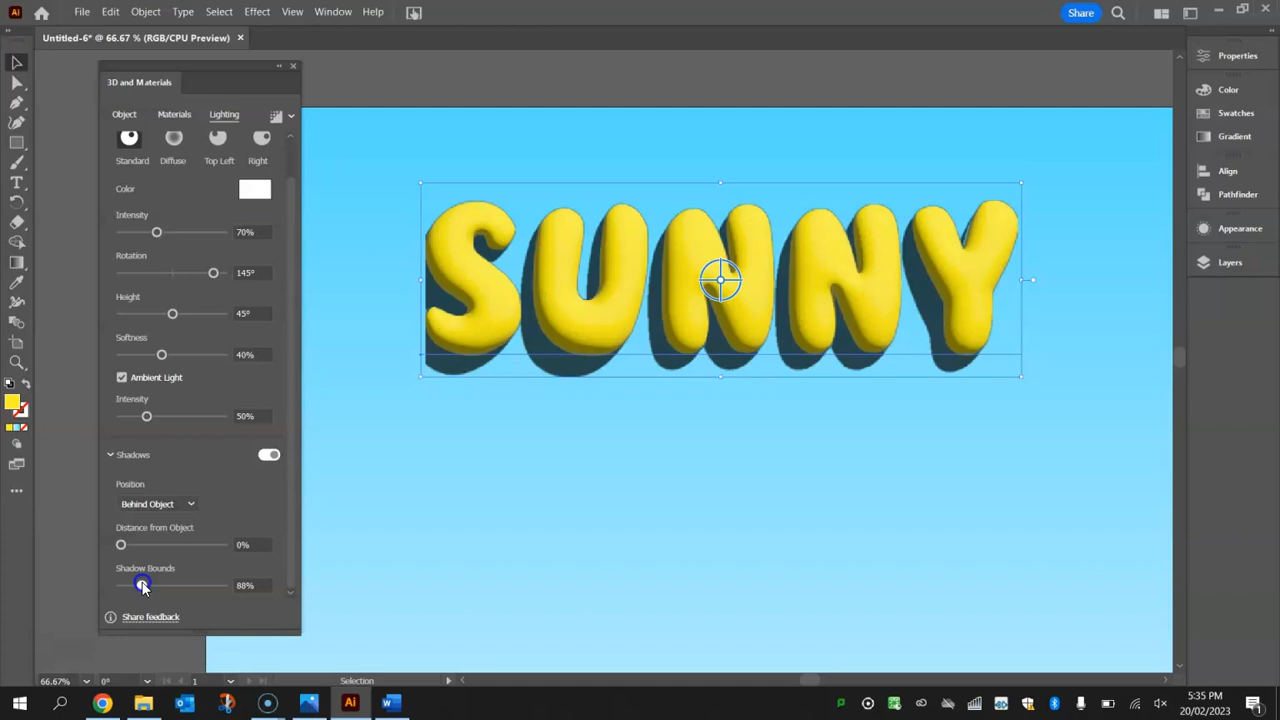 Ai File Edit Object Type Select Effect View Window Help Share
Untitled-6* @ 66.67 % (RGB/CPU Preview) ×
3D and Materials
Object Materials Lighting
Standard Diffuse Top Left Right
Color
Intensity
70%
Rotation
145°
Height
45°
Softness
40%
Ambient Light
Intensity
50%
Shadows
Position
Behind Object
Distance from Object
0%
Shadow Bounds
88%
Share feedback
SUNNY
Properties
Color
Swatches
Gradient
Align
Pathfinder
Appearance
Layers
66.67% 0° 1 Selection
Ai
5:35 PM
20/02/2023